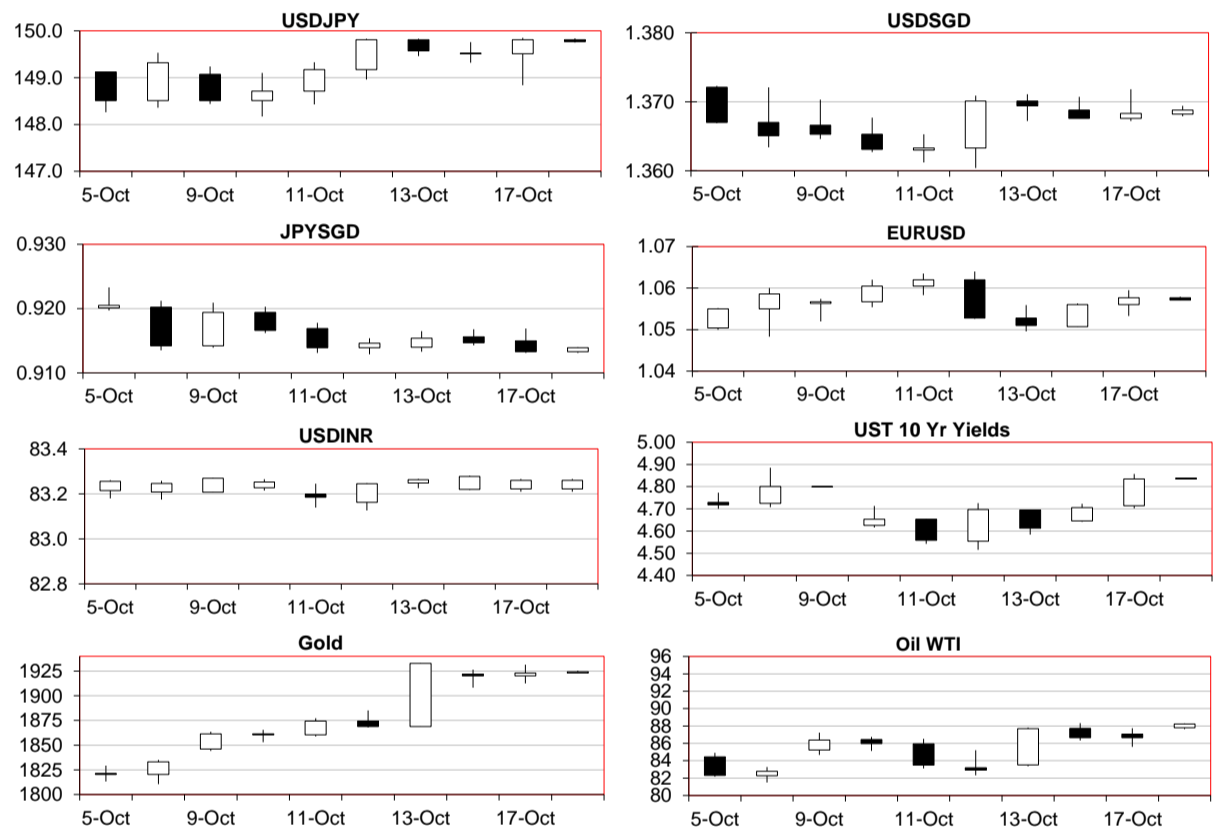 USDJPY
150.0
149.0
148.0
147.0
5-Oct 9-Oct 11-Oct 13-Oct 17-Oct
USDSGD
1.380
1.370
1.360
5-Oct 9-Oct 11-Oct 13-Oct 17-Oct
JPYSGD
0.930
0.920
0.910
5-Oct 9-Oct 11-Oct 13-Oct 17-Oct
EURUSD
1.07
1.06
1.05
1.04
5-Oct 9-Oct 11-Oct 13-Oct 17-Oct
USDINR
83.4
83.2
83.0
82.8
5-Oct 9-Oct 11-Oct 13-Oct 17-Oct
UST 10 Yr Yields
5.00
4.90
4.80
4.70
4.60
4.50
4.40
5-Oct 9-Oct 11-Oct 13-Oct 17-Oct
Gold
1925
1900
1875
1850
1825
1800
5-Oct 9-Oct 11-Oct 13-Oct 17-Oct
Oil WTI
96
94
92
90
88
86
84
82
80
5-Oct 9-Oct 11-Oct 13-Oct 17-Oct